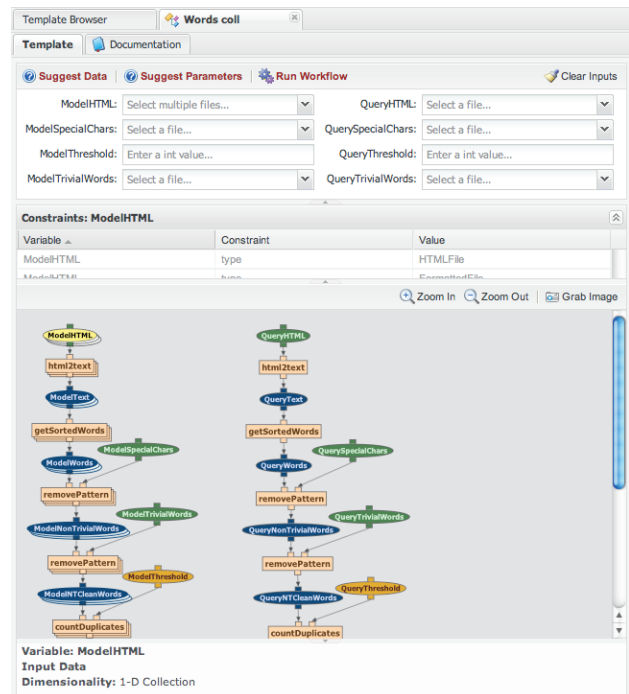 Template Browser
Words coll
Template
Documentation
Suggest Data
Suggest Parameters
Run Workflow
Clear Inputs
ModelHTML: Select multiple files...
QueryHTML: Select a file...
ModelSpecialChars: Select a file...
QuerySpecialChars: Select a file...
ModelThreshold: Enter a int value...
QueryThreshold: Enter a int value...
ModelTrivialWords: Select a file...
QueryTrivialWords: Select a file...
Constraints: ModelHTML
Variable Constraint Value
ModelHTML type HTMLFile
ModelHTML type FormattedFile
Zoom In
Zoom Out
Grab Image
ModelHTML
QueryHTML
html2text
html2text
ModelText
QueryText
getSortedWords
getSortedWords
ModelSpecialChars
QuerySpecialChars
ModelWords
QueryWords
removePattern
removePattern
ModelTrivialWords
QueryTrivialWords
ModelNonTrivialWords
QueryNonTrivialWords
removePattern
removePattern
ModelThreshold
QueryThreshold
ModelNTCleanWords
QueryNTCleanWords
countDuplicates
countDuplicates
Variable: ModelHTML
Input Data
Dimensionality: 1-D Collection